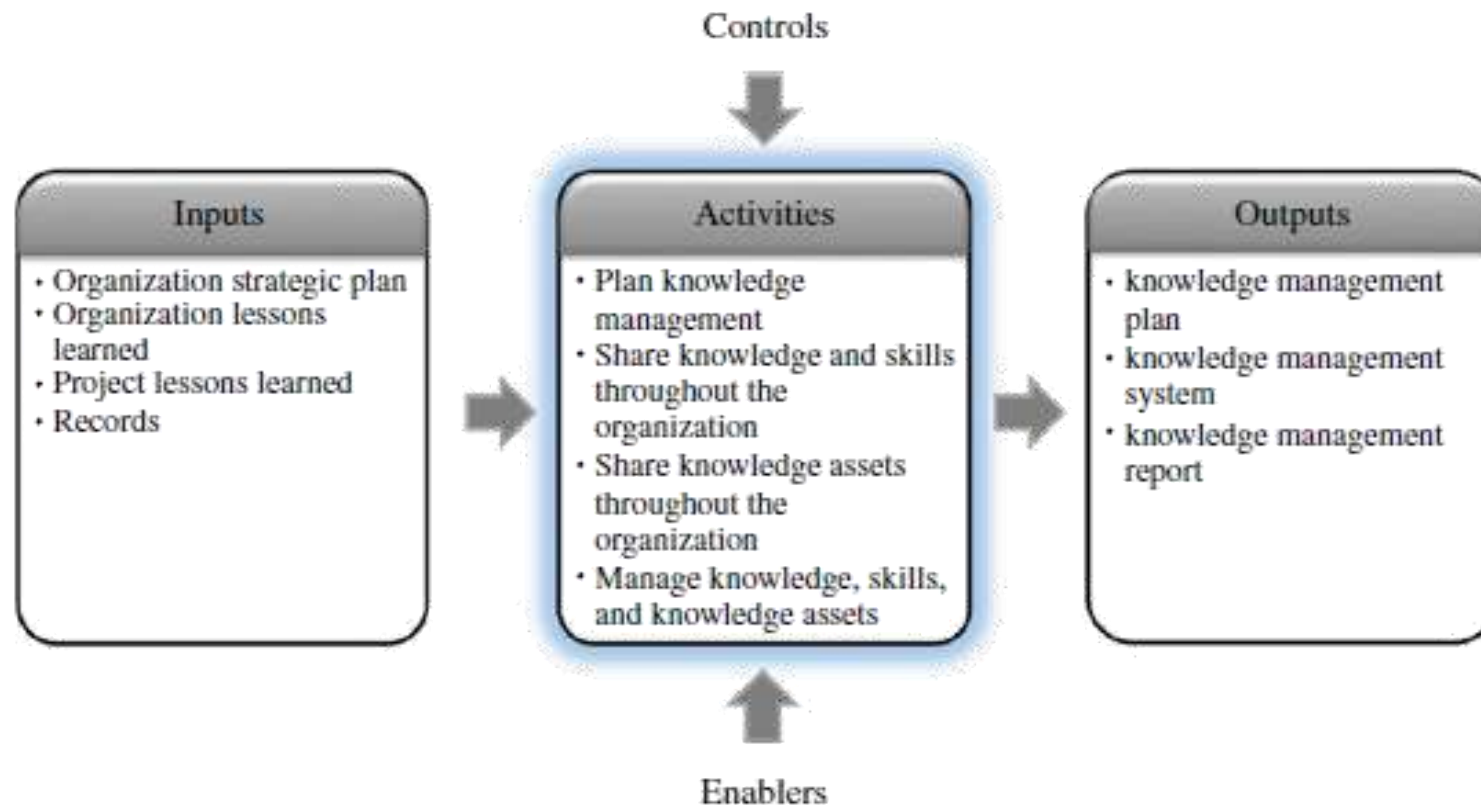 Controls
Inputs
• Organization strategic plan
• Organization lessons
learned
• Project lessons learned
• Records
Activities
• Plan knowledge
management
• Share knowledge and skills
throughout the
organization
• Share knowledge assets
throughout the
organization
• Manage knowledge, skills,
and knowledge assets
Outputs
• knowledge management
plan
• knowledge management
system
• knowledge management
report
Enablers